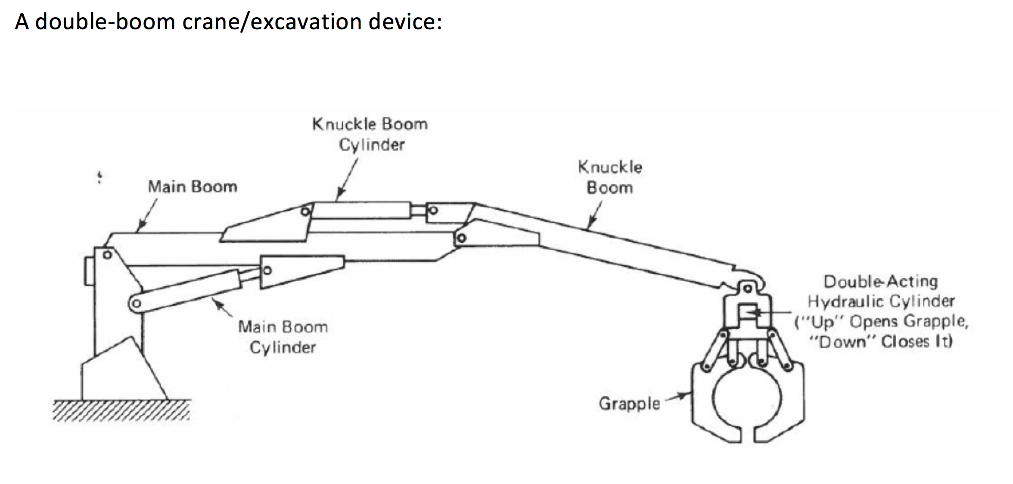 A double-boom crane/excavation device:
Knuckle Boom
Cylinder
Knuckle
Boom
Main Boom
Double-Acting
Hydraulic Cylinder
("Up" Opens Grapple,
"Down" Closes It)
Main Boom
Cylinder
Grapple